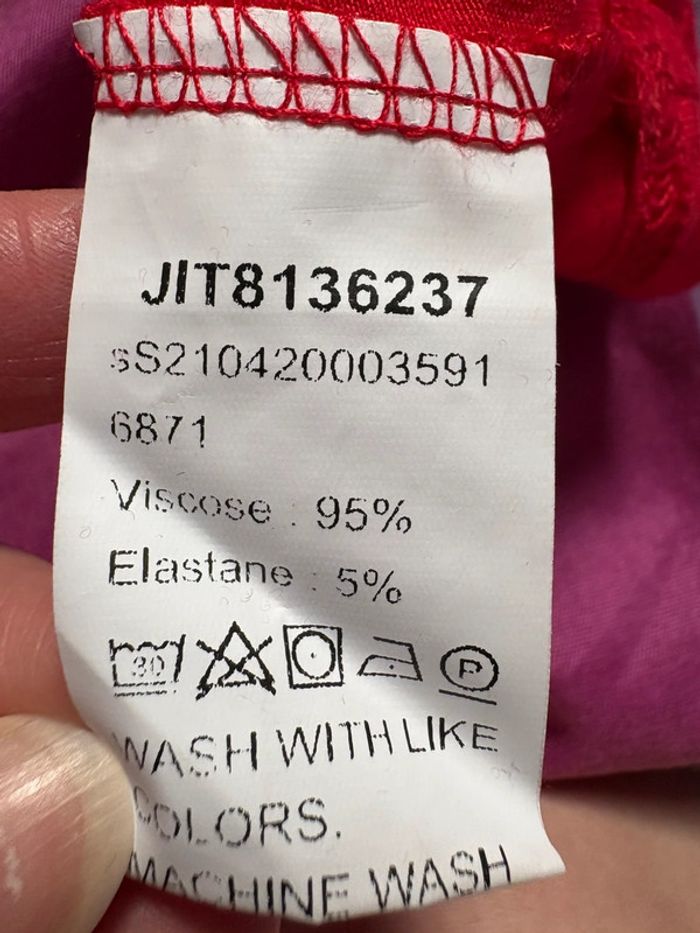 JIT8136237
sS210420003591
6871
Viscose : 95%
Elastane : 5%
30 P
WASH WITH LIKE
COLORS.
MACHINE WASH